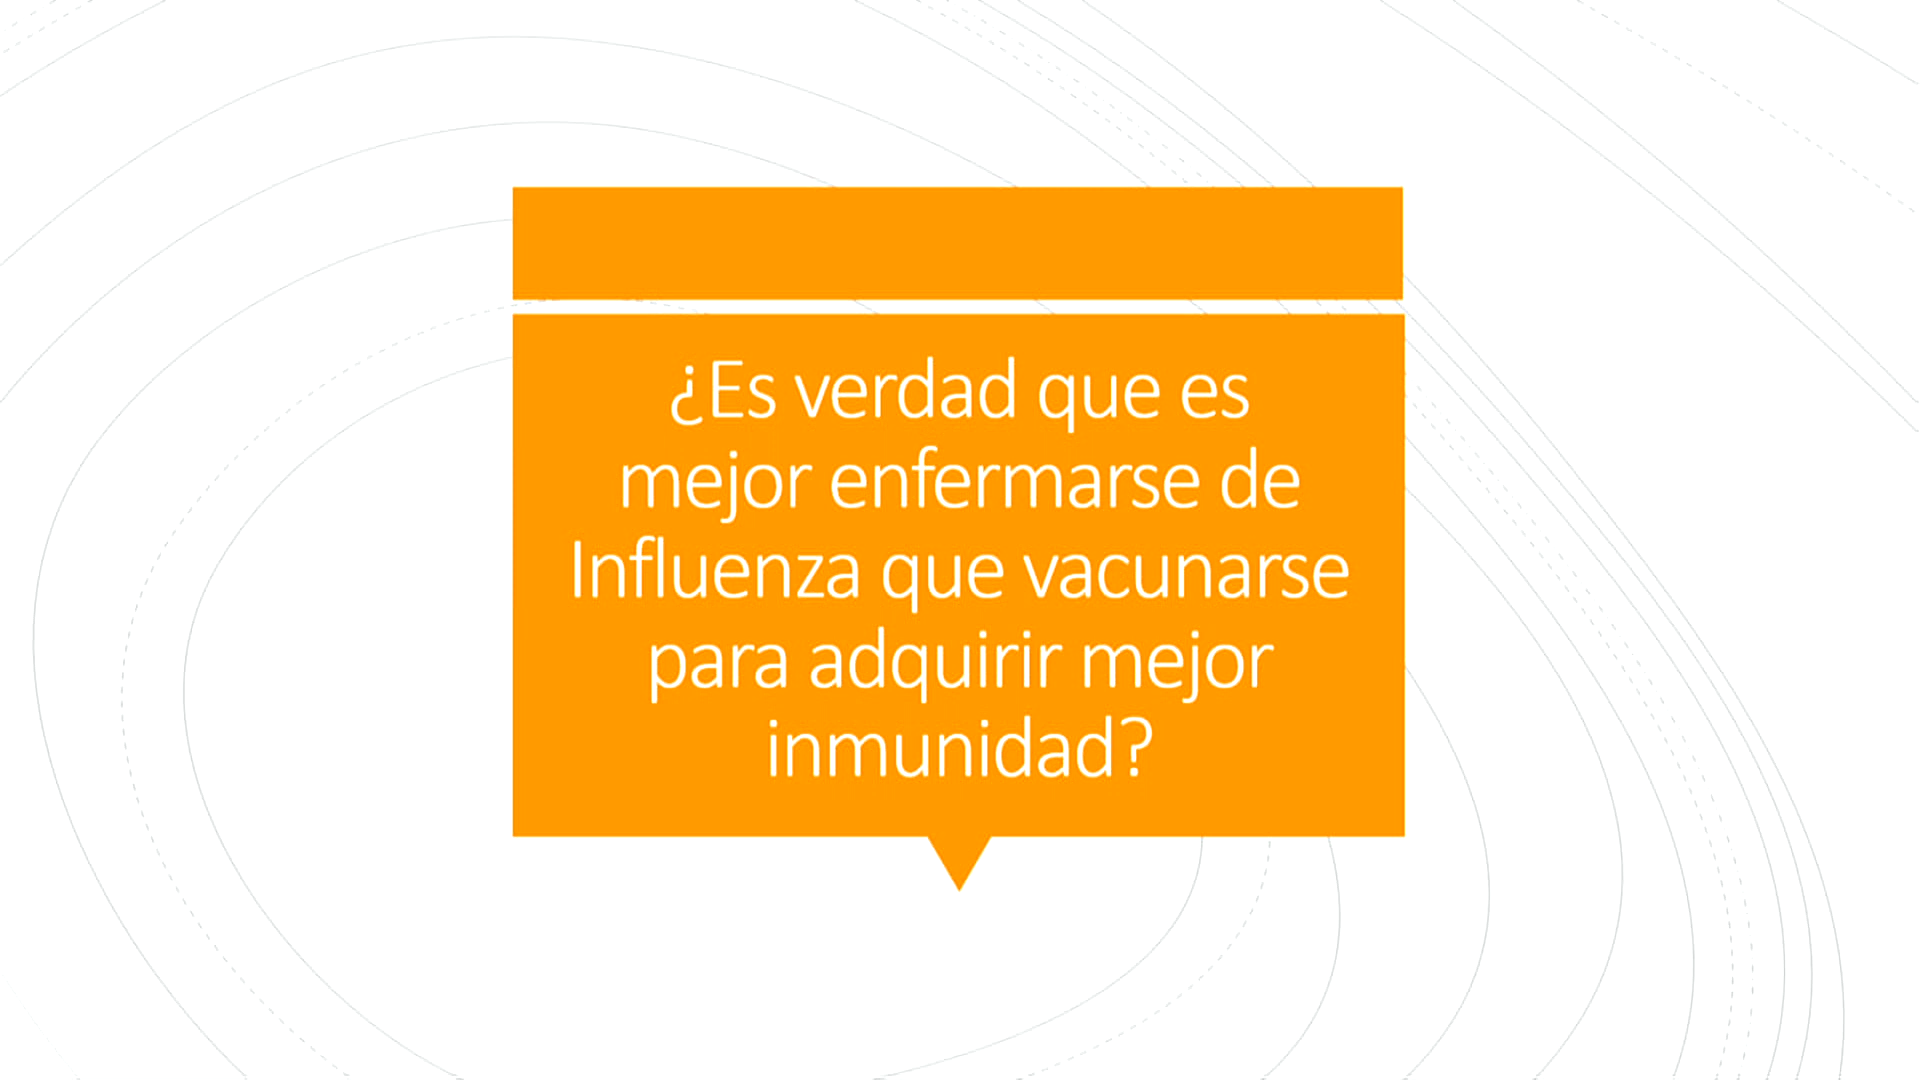 ¿Es verdad que es
mejor enfermarse de
Influenza que vacunarse
para adquirir mejor
inmunidad?